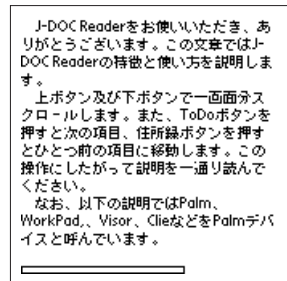 J-DOC Readerをお使いいただき、あ
りがとうございます。この文章ではJ-
DOC Readerの特徴と使い方を説明しま
す。
上ボタン及び下ボタンで一画面分ス
クロールします。また、ToDoボタンを
押すと次の項目、住所録ボタンを押す
とひとつ前の項目に移動します。この
操作にしたがって説明を一通り読んで
ください。
なお、以下の説明ではPalm、
WorkPad,、Visor、ClieなどをPalmデバ
イスと呼んでいます。